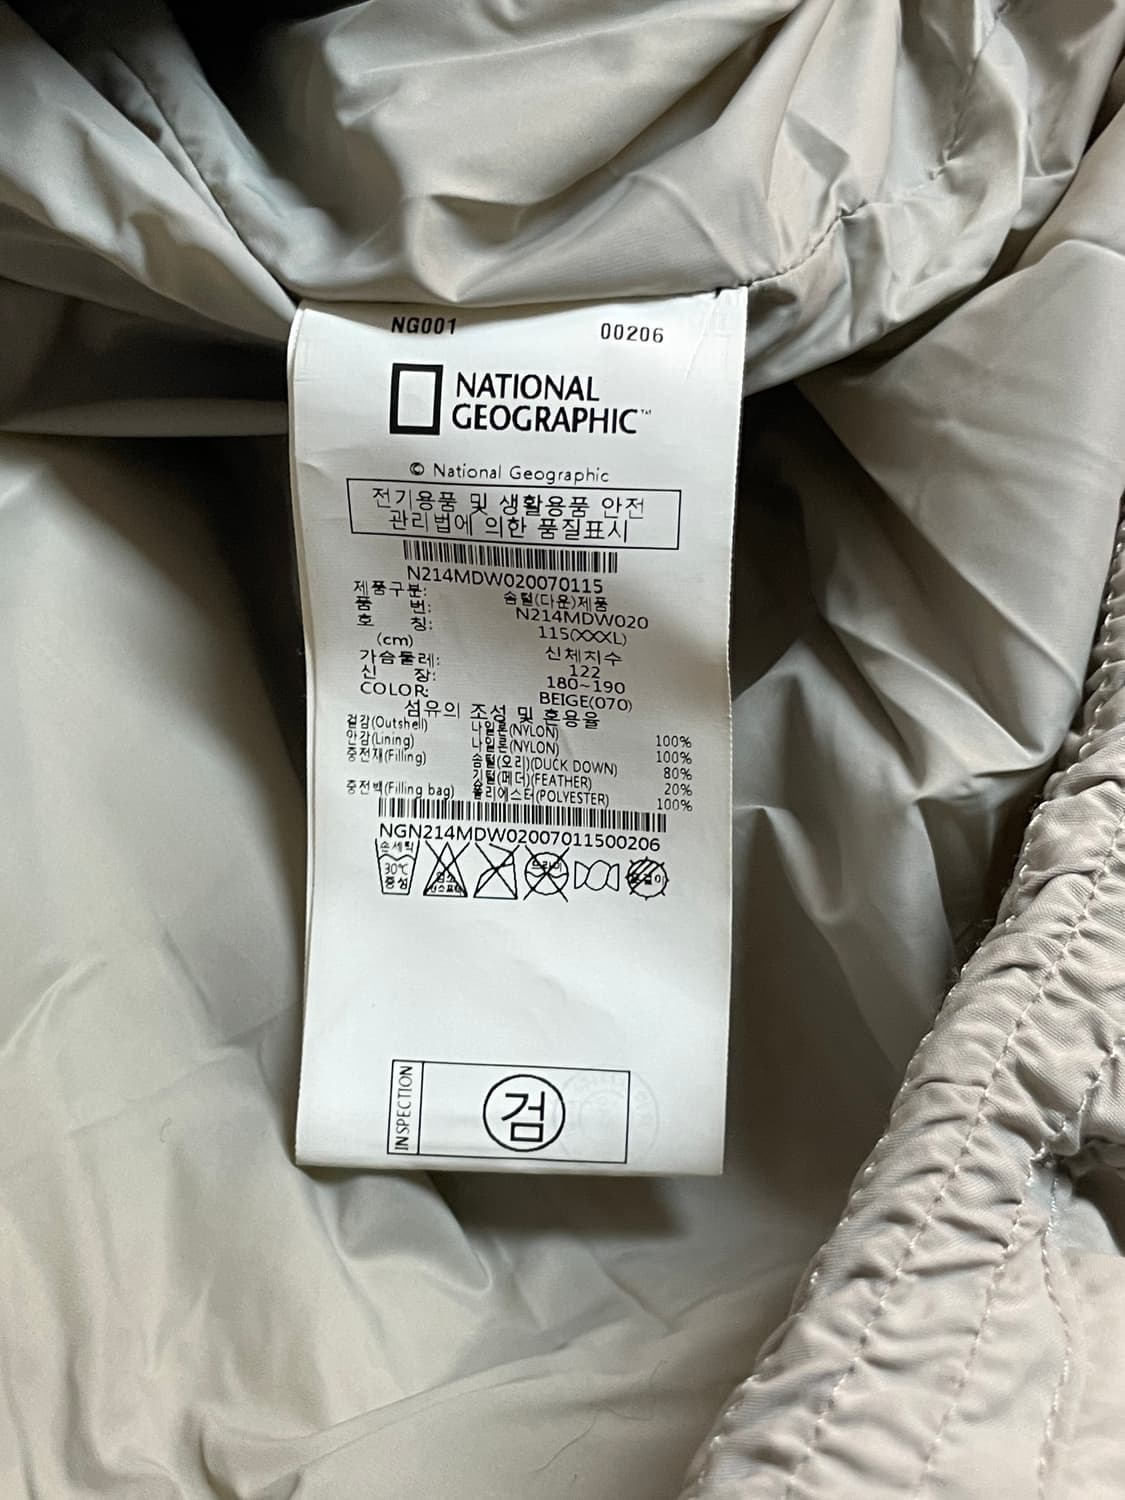 NG001 00206
NATIONAL
GEOGRAPHIC™
© National Geographic
전기용품 및 생활용품 안전
관리법에 의한 품질표시
N214MDW020070115
제품구분: 솜털(다운)제품
품 번: N214MDW020
호 칭: 115(XXXL)
(cm) 신체치수
가슴둘레: 122
신 장: 180~190
COLOR: BEIGE(070)
섬유의 조성 및 혼용율
겉감(Outshell) 나일론(NYLON) 100%
안감(Lining) 나일론(NYLON) 100%
충전재(Filling) 솜털(오리)(DUCK DOWN) 80%
깃털(페더)(FEATHER) 20%
충전백(Filling bag) 폴리에스터(POLYESTER) 100%
NGN214MDW02007011500206
손세탁
30℃
중성
드라이
INSPECTION
검